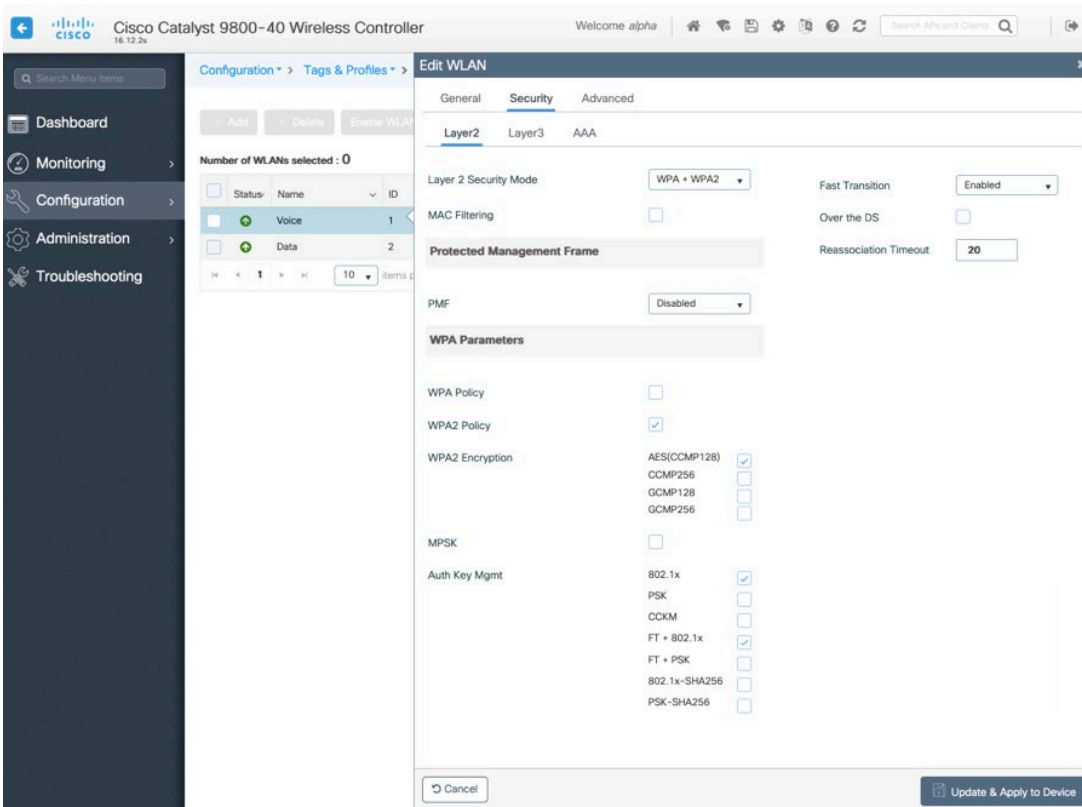 CISCO
Cisco Catalyst 9800-40 Wireless Controller
16.12.2s
Welcome alpha
Search APs and Clients
Search Menu Items
Dashboard
Monitoring
Configuration
Administration
Troubleshooting
Configuration > Tags & Profiles >
+ Add
Delete
Enable WLAN
Number of WLANs selected : 0
Status Name ID
Voice 1
Data 2
1 10 items
Edit WLAN
General Security Advanced
Layer2 Layer3 AAA
Layer 2 Security Mode WPA + WPA2
MAC Filtering
Protected Management Frame
PMF Disabled
WPA Parameters
WPA Policy
WPA2 Policy
WPA2 Encryption AES(CCMP128)
CCMP256
GCMP128
GCMP256
MPSK
Auth Key Mgmt 802.1x
PSK
CCKM
FT + 802.1x
FT + PSK
802.1x-SHA256
PSK-SHA256
Fast Transition Enabled
Over the DS
Reassociation Timeout 20
Cancel
Update & Apply to Device